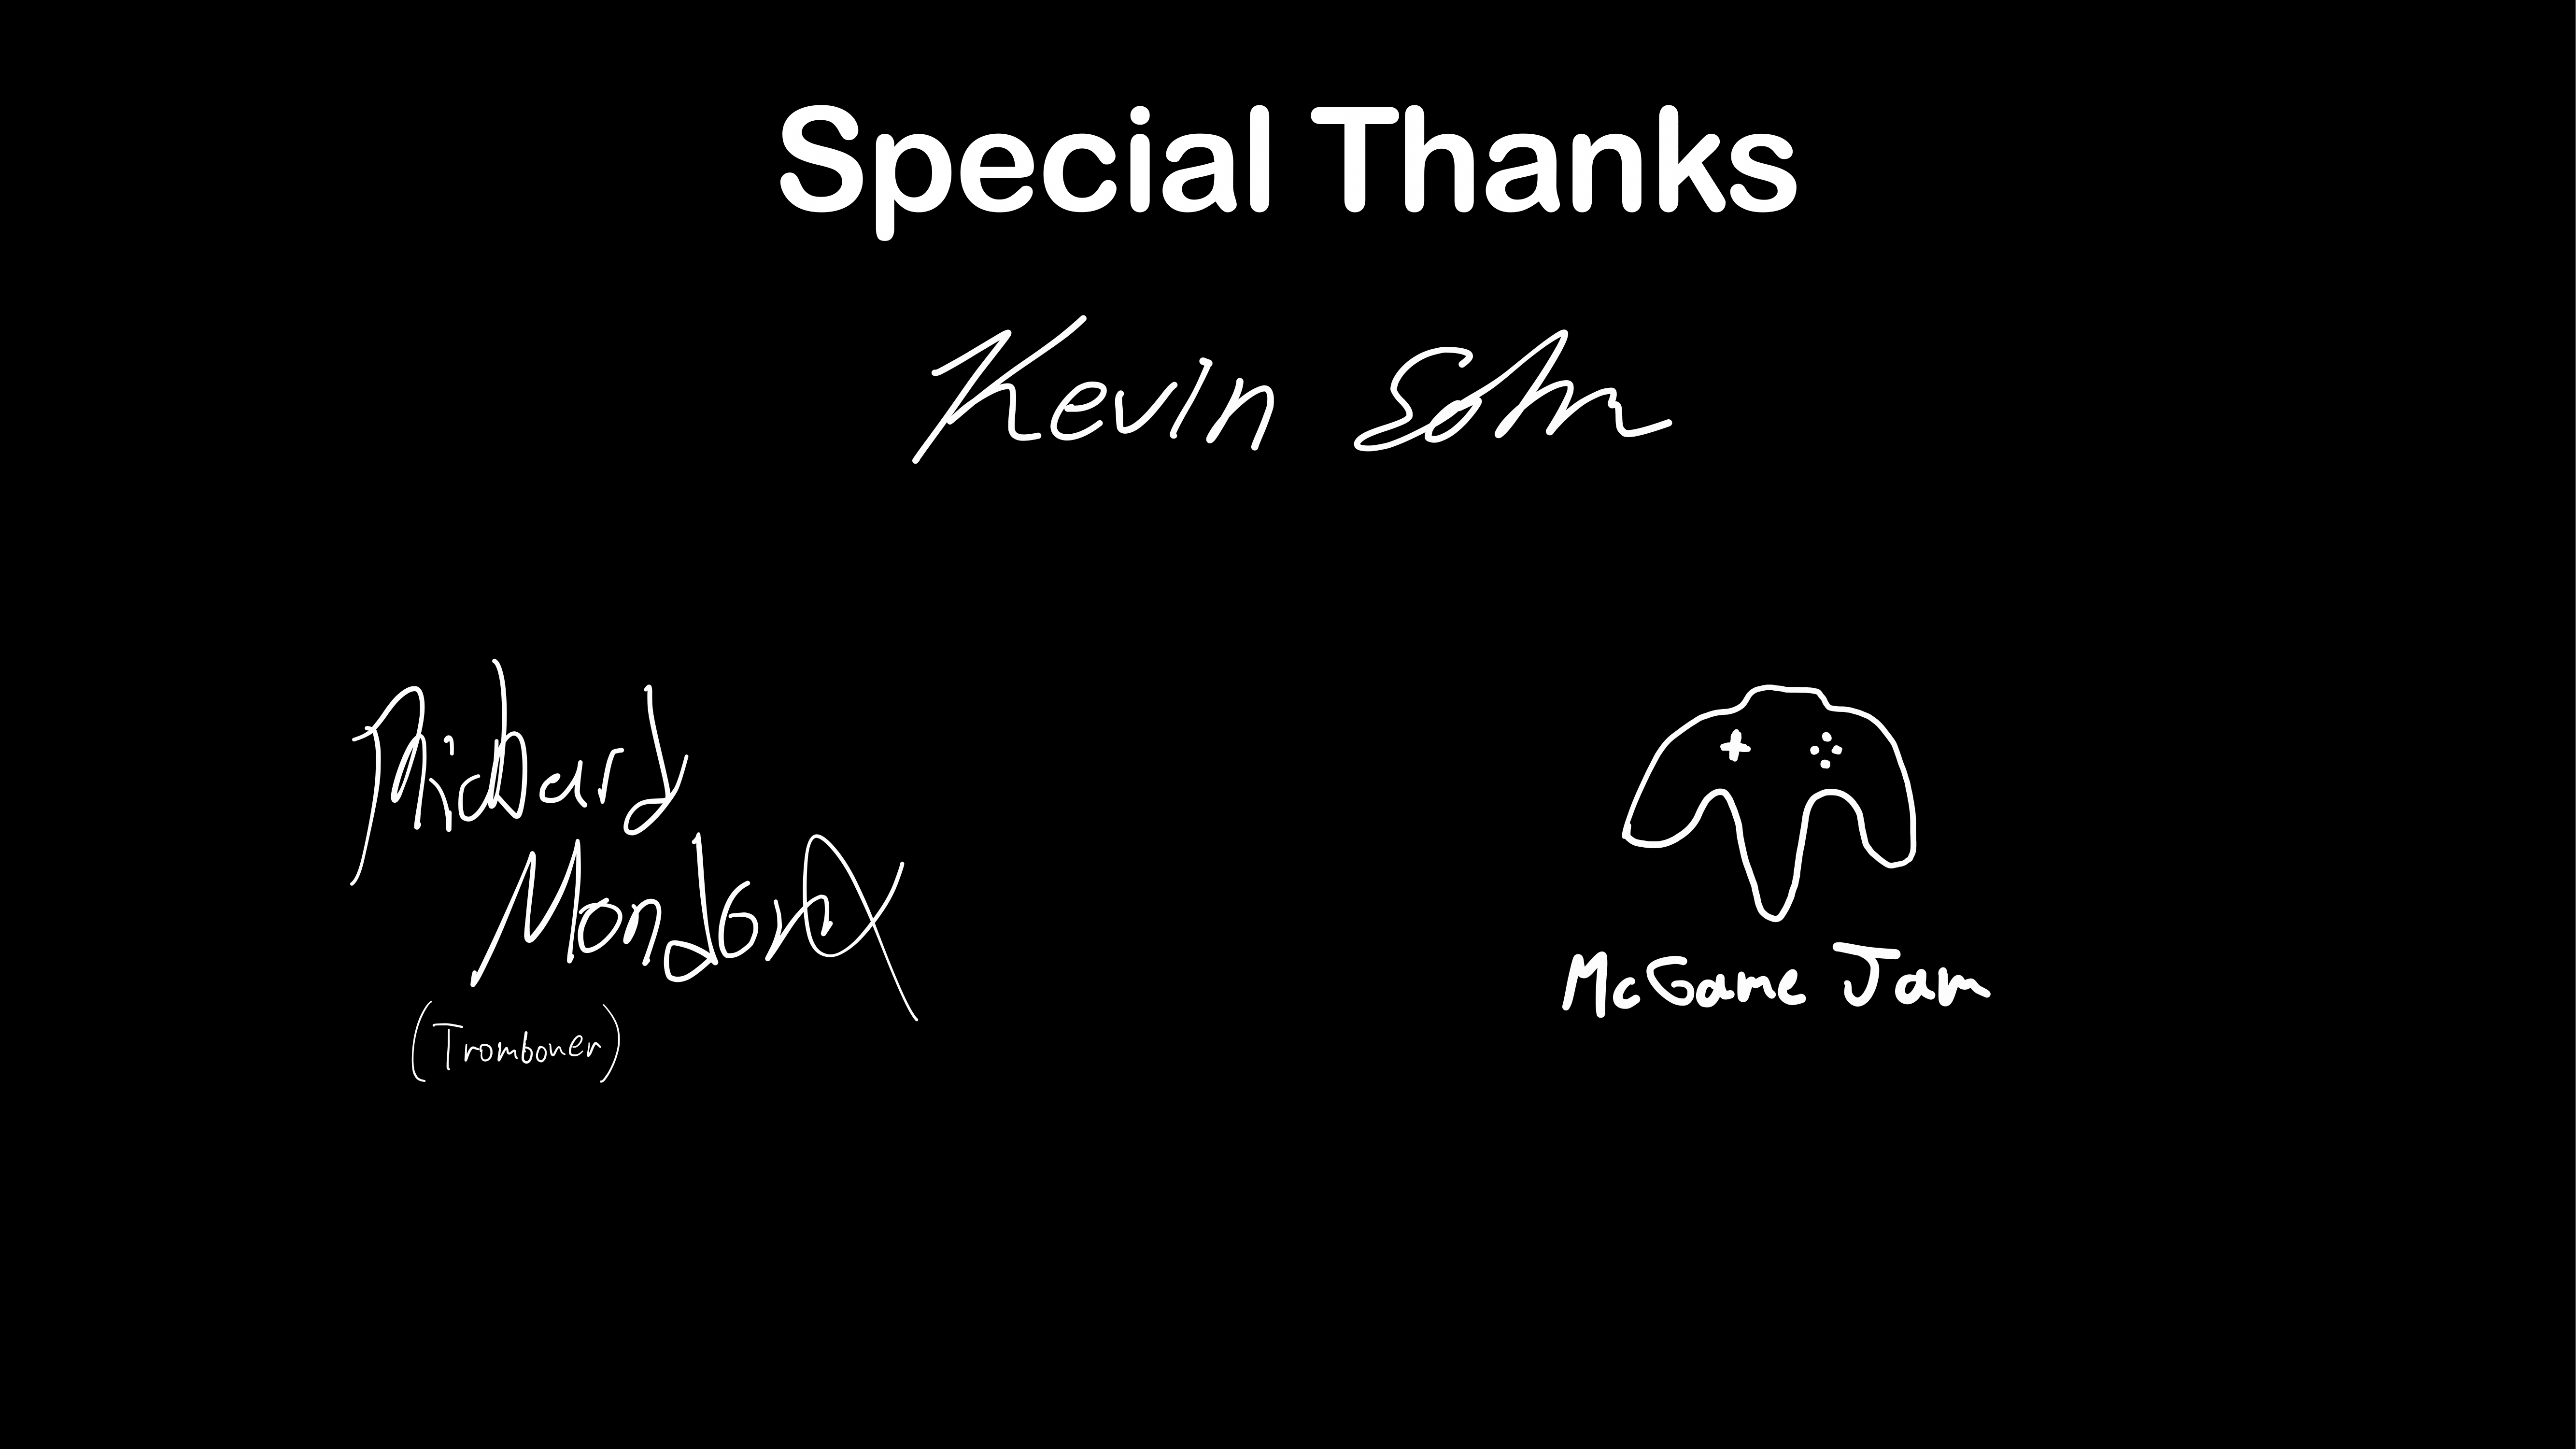 Special Thanks
Kevin
Richard
(Tromboner)
McGame Jam